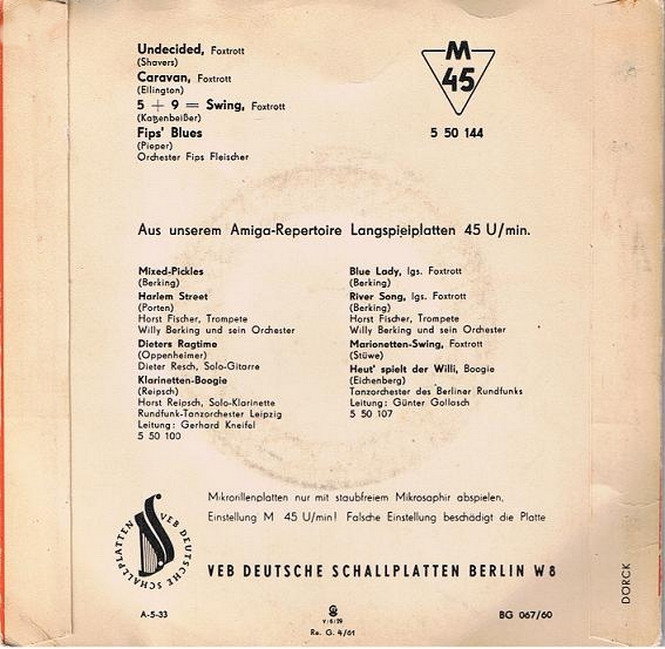 Undecided, Foxtrott
(Shavers)
Caravan, Foxtrott
(Ellington)
5 + 9 = Swing, Foxtrott
(Katzenbeißer)
Fips' Blues
(Pieper)
Orchester Fips Fleischer
M
45
5 50 144
Aus unserem Amiga-Repertoire Langspielplatten 45 U/min.
Mixed-Pickles
(Berking)
Harlem Street
(Porten)
Horst Fischer, Trompete
Willy Berking und sein Orchester
Dieters Ragtime
(Oppenheimer)
Dieter Resch, Solo-Gitarre
Klarinetten-Boogie
(Reipsch)
Horst Reipsch, Solo-Klarinette
Rundfunk-Tanzorchester Leipzig
Leitung: Gerhard Kneifel
5 50 100
Blue Lady, lgs. Foxtrott
(Berking)
River Song, lgs. Foxtrott
(Berking)
Horst Fischer, Trompete
Willy Berking und sein Orchester
Marionetten-Swing, Foxtrott
(Stüwe)
Heut' spielt der Willi, Boogie
(Eichenberg)
Tanzorchester des Berliner Rundfunks
Leitung: Günter Gollasch
5 50 107
Mikrorillenplatten nur mit staubfreiem Mikrosaphir abspielen,
Einstellung M 45 U/min! Falsche Einstellung beschädigt die Platte
VEB DEUTSCHE SCHALLPLATTEN
VEB DEUTSCHE SCHALLPLATTEN BERLIN W 8
A-5-33
V/6/29
Re. G. 4/61
BG 067/60
DORCK